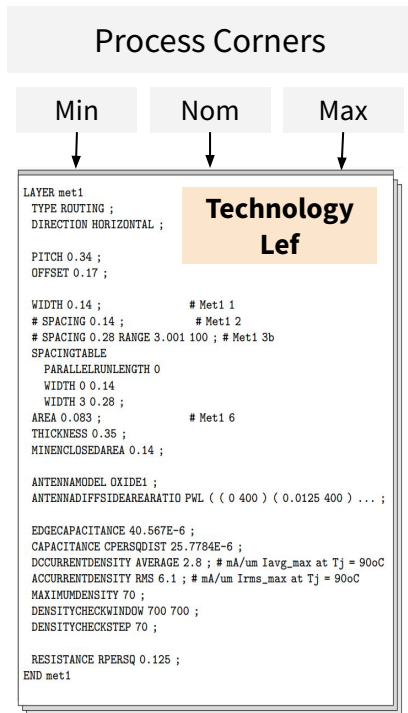 Process Corners
Min Nom Max
Technology
Lef
LAYER met1
TYPE ROUTING ;
DIRECTION HORIZONTAL ;
PITCH 0.34 ;
OFFSET 0.17 ;
WIDTH 0.14 ; # Met1 1
# SPACING 0.14 ; # Met1 2
# SPACING 0.28 RANGE 3.001 100 ; # Met1 3b
SPACINGTABLE
PARALLELRUNLENGTH 0
WIDTH 0 0.14
WIDTH 3 0.28 ;
AREA 0.083 ; # Met1 6
THICKNESS 0.35 ;
MINENCLOSEDAREA 0.14 ;
ANTENNAMODEL OXIDE1 ;
ANTENNADIFFSIDEAREARATIO PWL ( ( 0 400 ) ( 0.0125 400 ) ... ;
EDGECAPACITANCE 40.567E-6 ;
CAPACITANCE CPERSQDIST 25.7784E-6 ;
DCCURRENTDENSITY AVERAGE 2.8 ; # mA/um Iavg_max at Tj = 90oC
ACCURRENTDENSITY RMS 6.1 ; # mA/um Irms_max at Tj = 90oC
MAXIMUMDENSITY 70 ;
DENSITYCHECKWINDOW 700 700 ;
DENSITYCHECKSTEP 70 ;
RESISTANCE RPERSQ 0.125 ;
END met1